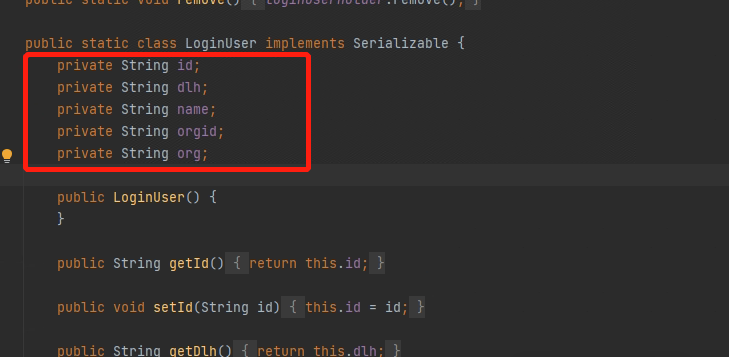 public static void remove() { loginUserHolder.remove(); }
public static class LoginUser implements Serializable {
private String id;
private String dlh;
private String name;
private String orgid;
private String org;
public LoginUser() {
}
public String getId() { return this.id; }
public void setId(String id) { this.id = id; }
public String getDlh() { return this.dlh; }